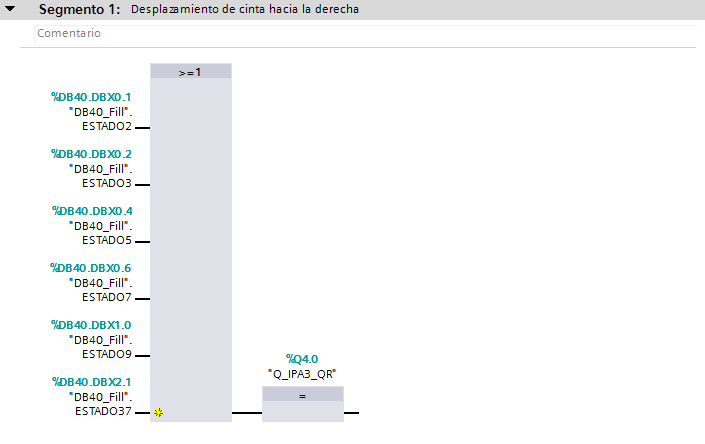 Segmento 1: Desplazamiento de cinta hacia la derecha
Comentario
>=1
%DB40.DBX0.1
"DB40_Fill".
ESTADO2
%DB40.DBX0.2
"DB40_Fill".
ESTADO3
%DB40.DBX0.4
"DB40_Fill".
ESTADO5
%DB40.DBX0.6
"DB40_Fill".
ESTADO7
%DB40.DBX1.0
"DB40_Fill".
ESTADO9
%DB40.DBX2.1
"DB40_Fill".
ESTADO37
%Q4.0
"Q_IPA3_QR"
=